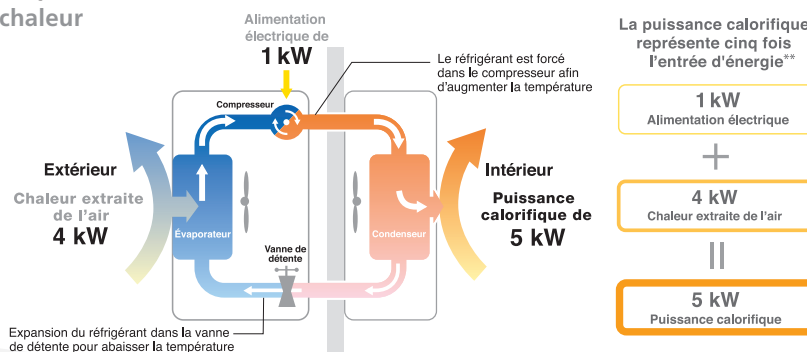 chaleur
Alimentation
électrique de
1 kW
Le réfrigérant est forcé
dans le compresseur afin
d'augmenter la température
Compresseur
Extérieur
Chaleur extraite
de l'air
4 kW
Évaporateur
Vanne de
détente
Condenseur
Intérieur
Puissance
calorifique de
5 kW
Expansion du réfrigérant dans la vanne
de détente pour abaisser la température
La puissance calorifique
représente cinq fois
l'entrée d'énergie**
1 kW
Alimentation électrique
+
4 kW
Chaleur extraite de l'air
=
5 kW
Puissance calorifique